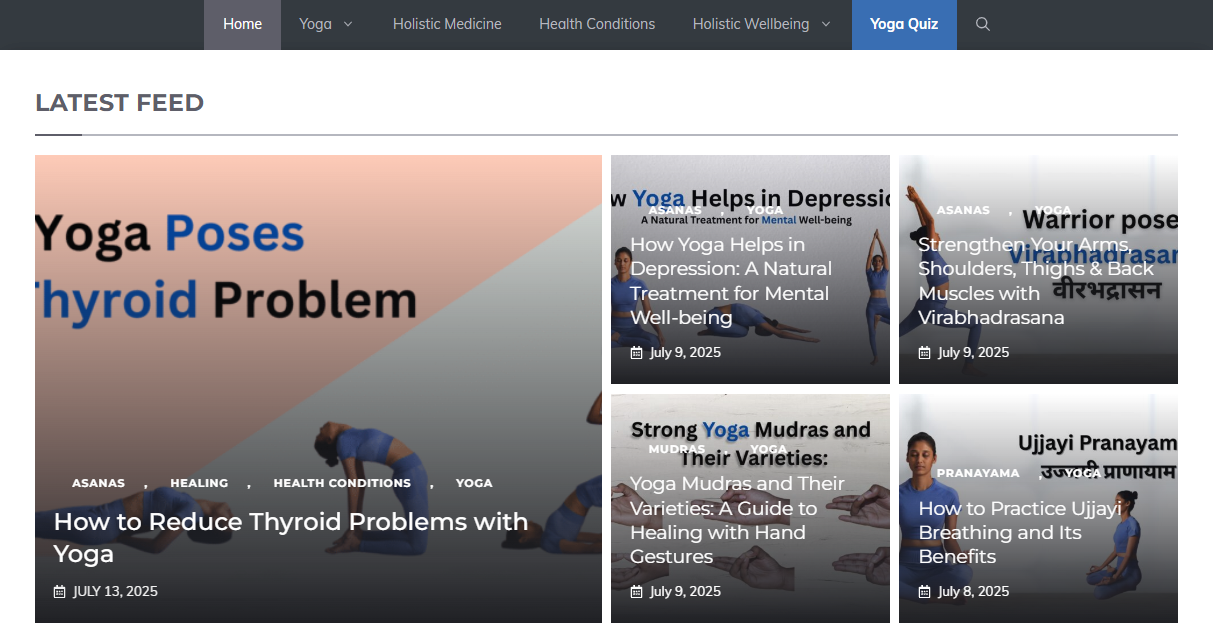 Home Yoga Holistic Medicine Health Conditions Holistic Wellbeing Yoga Quiz
LATEST FEED
Yoga Poses
Thyroid Problem
ASANAS , HEALING , HEALTH CONDITIONS , YOGA
How to Reduce Thyroid Problems with
Yoga
JULY 13, 2025
w Yoga Helps in Depressio
A Natural Treatment for Mental Well-being
ASANAS , YOGA
How Yoga Helps in
Depression: A Natural
Treatment for Mental
Well-being
July 9, 2025
Warrior pose
Virabhadrasan
वीरभद्रासन
ASANAS , YOGA
Strengthen Your Arms,
Shoulders, Thighs & Back
Muscles with
Virabhadrasana
July 9, 2025
Strong Yoga Mudras and
Their Varieties:
MUDRAS , YOGA
Yoga Mudras and Their
Varieties: A Guide to
Healing with Hand
Gestures
July 9, 2025
Ujjayi Pranayam
उज्जायी प्राणायाम
PRANAYAMA , YOGA
How to Practice Ujjayi
Breathing and Its
Benefits
July 8, 2025